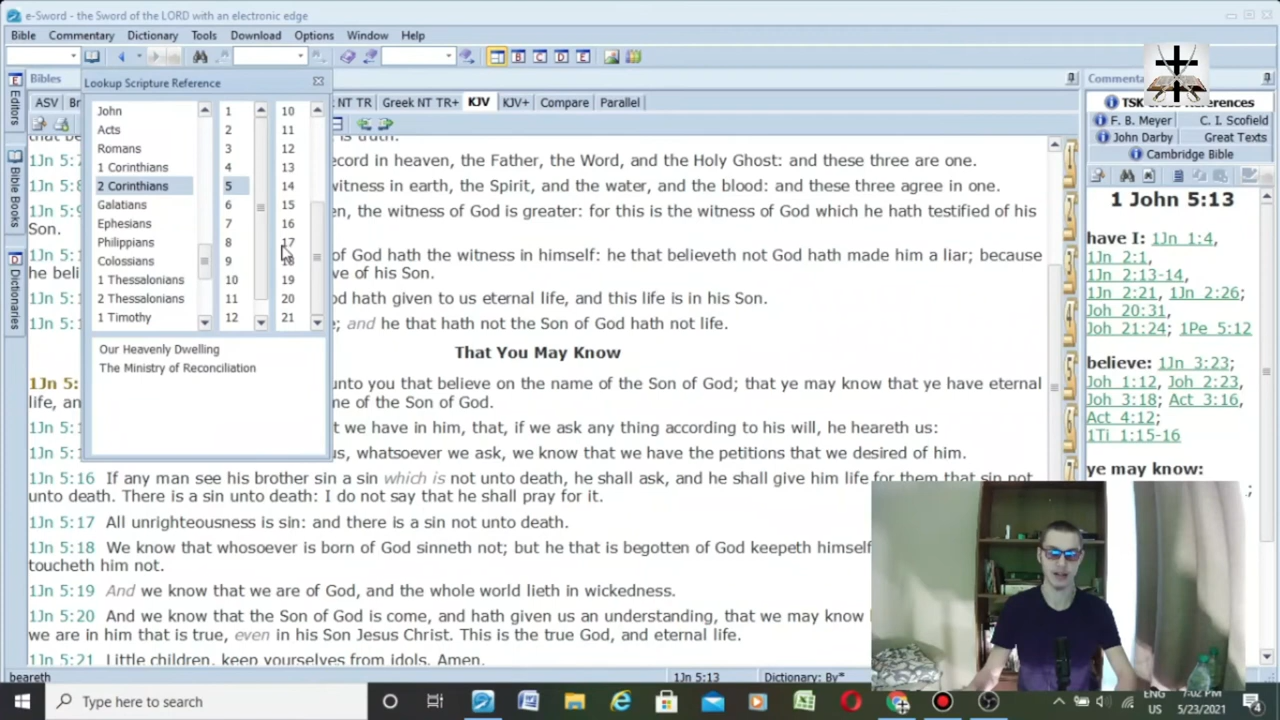 e-Sword - the Sword of the LORD with an electronic edge
Bible Commentary Dictionary Tools Download Options Window Help
B C D E
Editors
Bible Books
Dictionaries
Bibles
ASV
NT TR Greek NT TR+ KJV KJV+ Compare Parallel
Lookup Scripture Reference
John 1 10
Acts 2 11
Romans 3 12
1 Corinthians 4 13
2 Corinthians 5 14
Galatians 6 15
Ephesians 7 16
Philippians 8 17
Colossians 9 18
1 Thessalonians 10 19
2 Thessalonians 11 20
1 Timothy 12 21
Our Heavenly Dwelling
The Ministry of Reconciliation
ecord in heaven, the Father, the Word, and the Holy Ghost: and these three are one.
witness in earth, the Spirit, and the water, and the blood: and these three agree in one.
en, the witness of God is greater: for this is the witness of God which he hath testified of his
Son.
of God hath the witness in himself: he that believeth not God hath made him a liar; because
he beli ve of his Son.
od hath given to us eternal life, and this life is in his Son.
; and he that hath not the Son of God hath not life.
That You May Know
1Jn 5: unto you that believe on the name of the Son of God; that ye may know that ye have eternal
life, an me of the Son of God.
t we have in him, that, if we ask any thing according to his will, he heareth us:
us, whatsoever we ask, we know that we have the petitions that we desired of him.
1Jn 5:16 If any man see his brother sin a sin which is not unto death, he shall ask, and he shall give him life for them that sin not
unto death. There is a sin unto death: I do not say that he shall pray for it.
1Jn 5:17 All unrighteousness is sin: and there is a sin not unto death.
1Jn 5:18 We know that whosoever is born of God sinneth not; but he that is begotten of God keepeth himself
toucheth him not.
1Jn 5:19 And we know that we are of God, and the whole world lieth in wickedness.
1Jn 5:20 And we know that the Son of God is come, and hath given us an understanding, that we may know
we are in him that is true, even in his Son Jesus Christ. This is the true God, and eternal life.
1Jn 5:21 Little children, keep yourselves from idols. Amen.
Commenta
TSK Cross References
F. B. Meyer C. I. Scofield
John Darby Great Texts
Cambridge Bible
1 John 5:13
have I: 1Jn 1:4,
1Jn 2:1,
1Jn 2:13-14,
1Jn 2:21, 1Jn 2:26;
Joh 20:31,
Joh 21:24; 1Pe 5:12
believe: 1Jn 3:23;
Joh 1:12, Joh 2:23,
Joh 3:18; Act 3:16,
Act 4:12;
1Ti 1:15-16
ye may know:
beareth 1Jn 5:13 Dictionary: By*
Type here to search
ENG
US
7:02 PM
5/23/2021
4